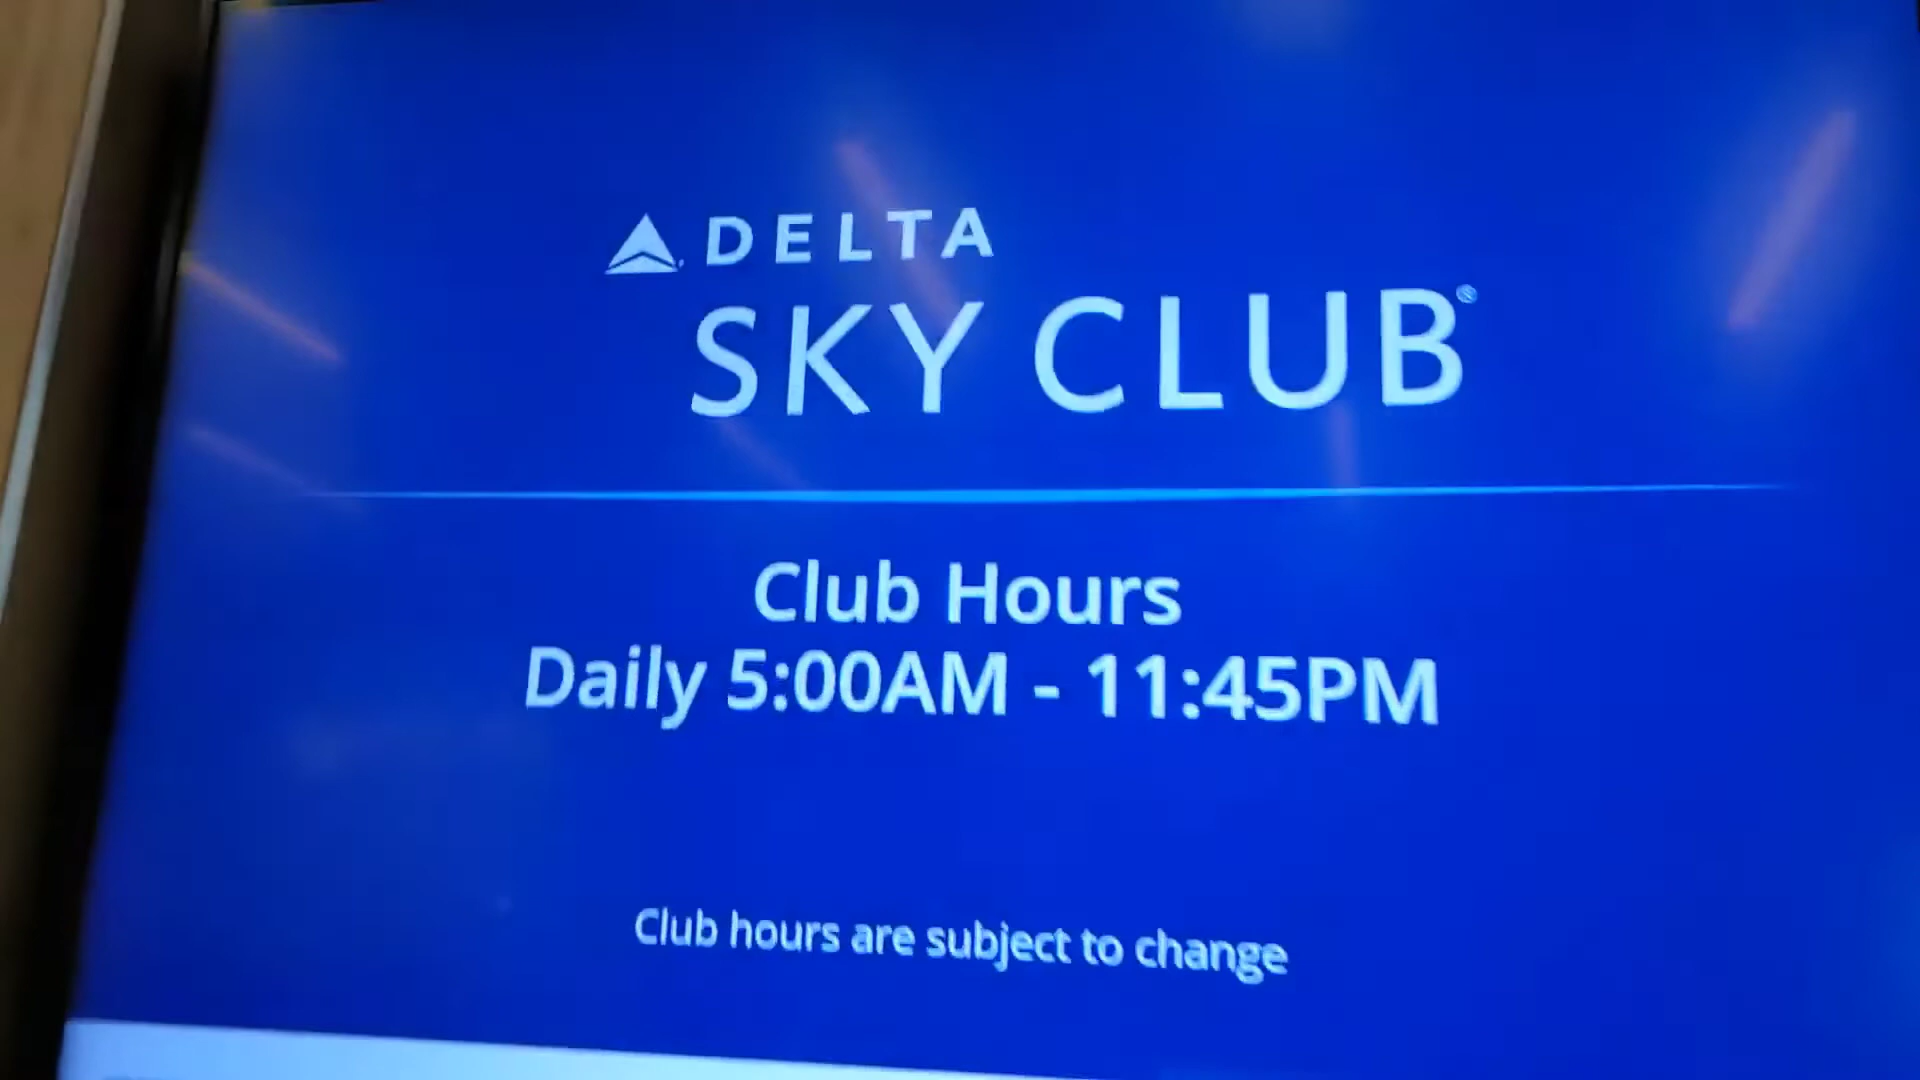 DELTA
SKY CLUB®
Club Hours
Daily 5:00AM - 11:45PM
Club hours are subject to change